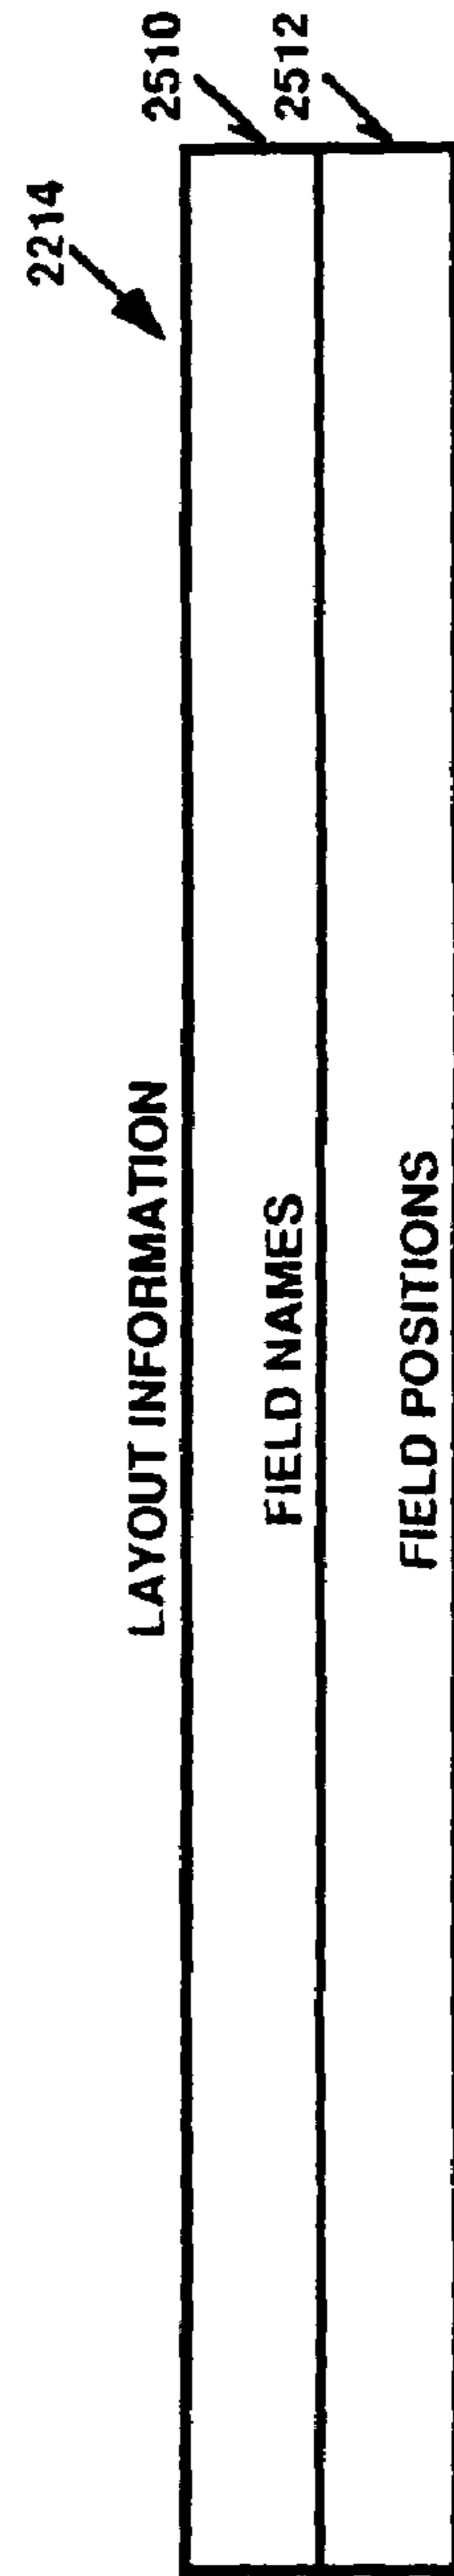 2214
LAYOUT INFORMATION
2510
FIELD NAMES
2512
FIELD POSITIONS